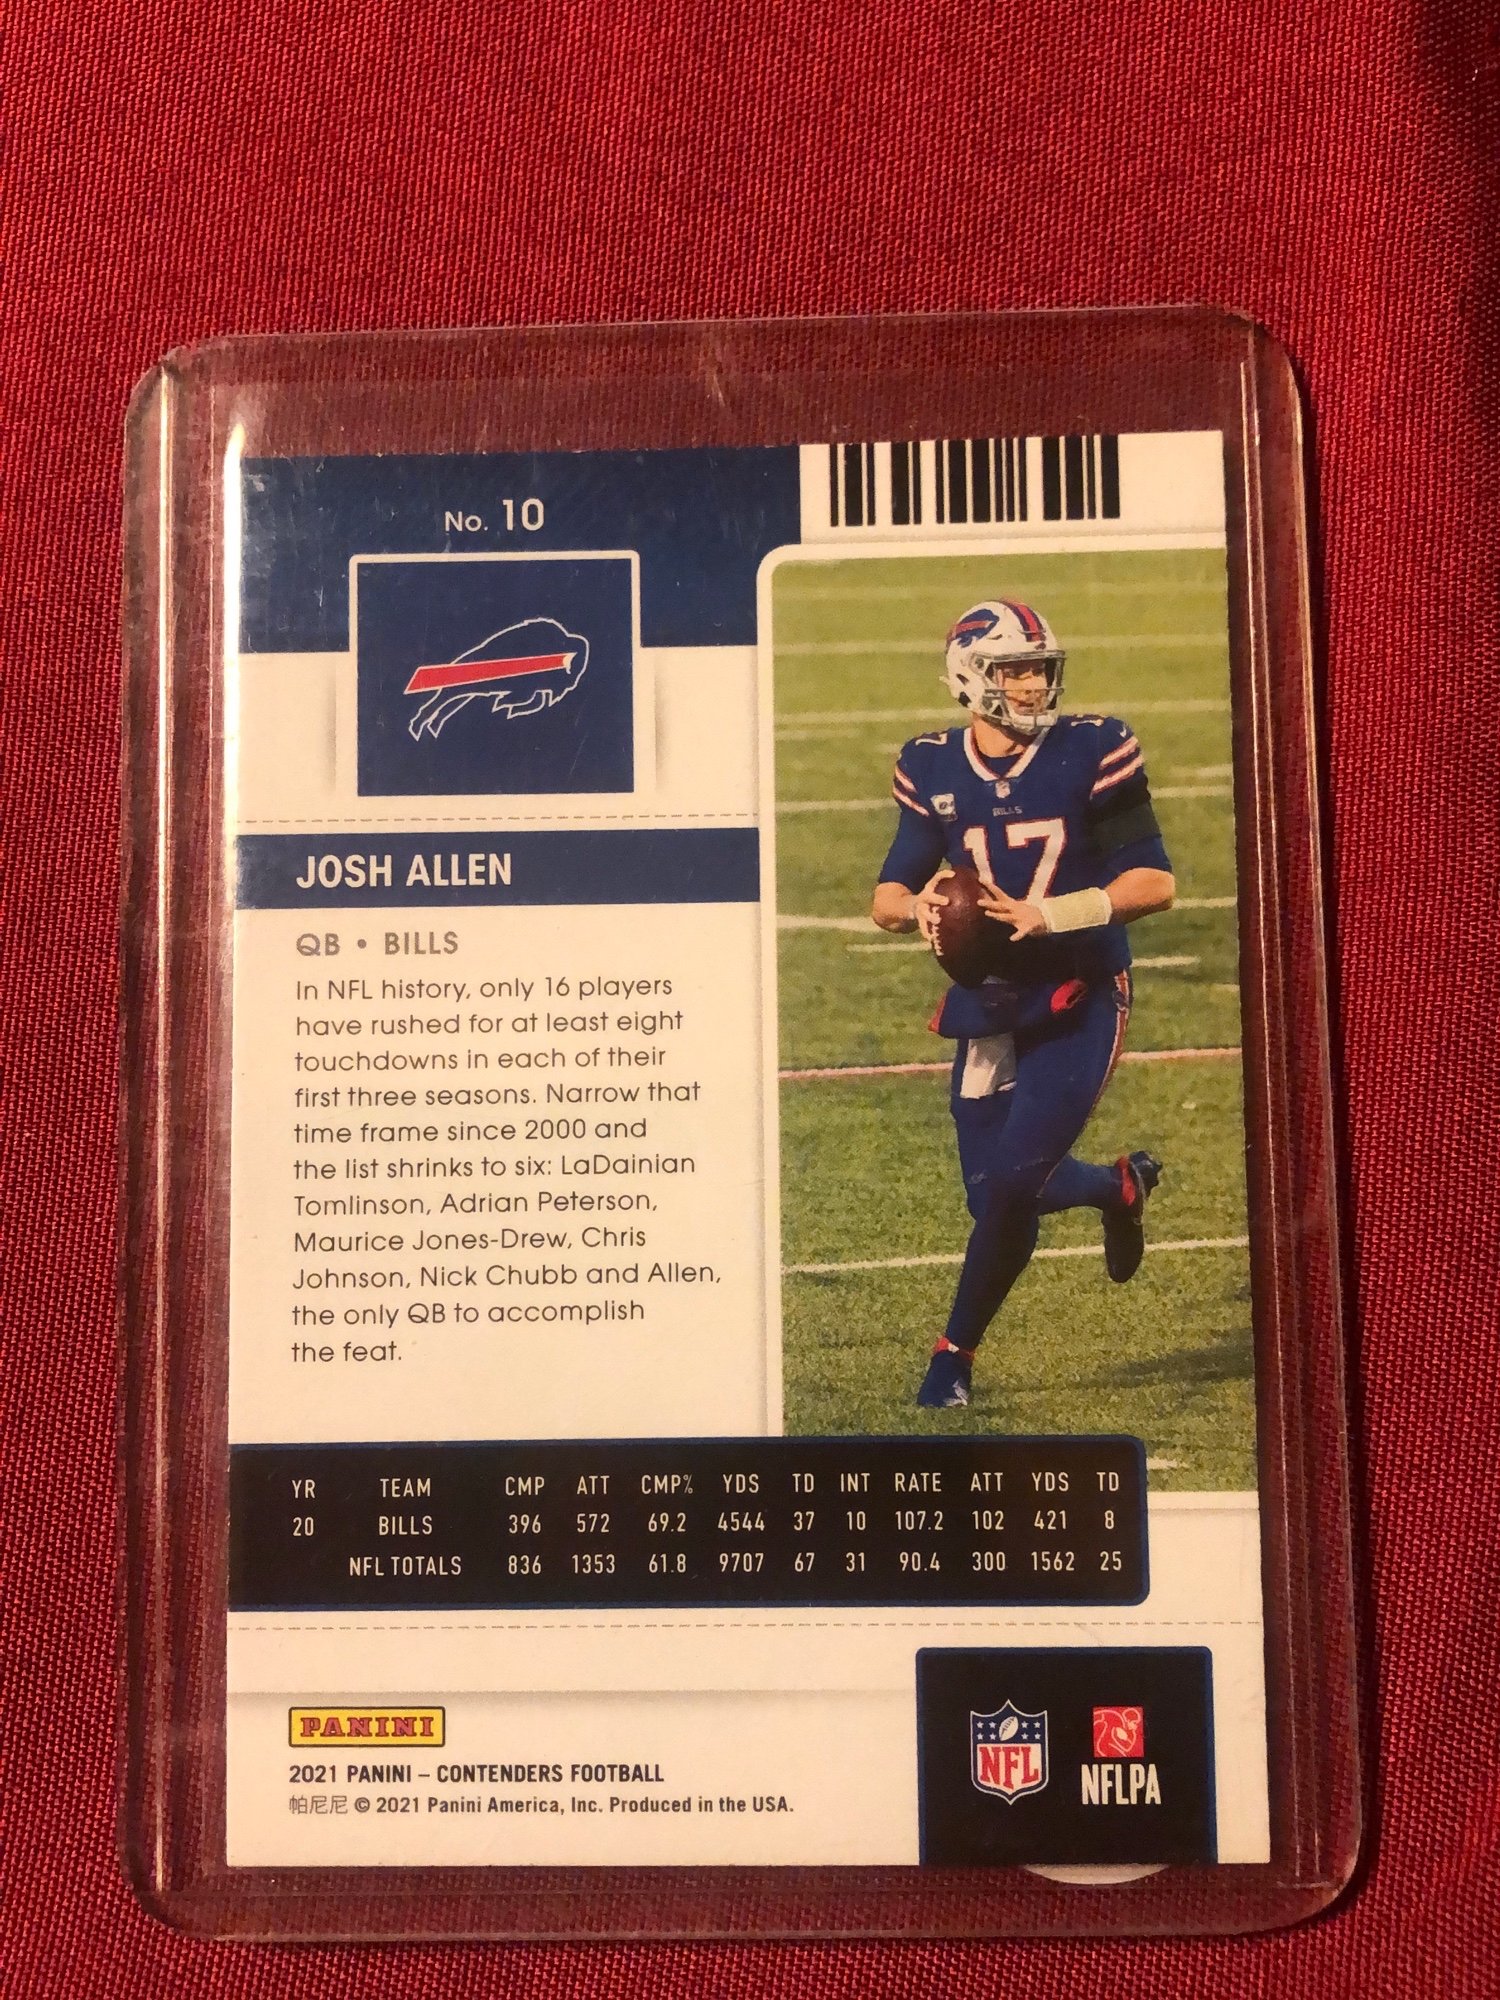 No. 10
JOSH ALLEN
QB • BILLS
In NFL history, only 16 players
have rushed for at least eight
touchdowns in each of their
first three seasons. Narrow that
time frame since 2000 and
the list shrinks to six: LaDainian
Tomlinson, Adrian Peterson,
Maurice Jones-Drew, Chris
Johnson, Nick Chubb and Allen,
the only QB to accomplish
the feat.
17
17
BILLS
17
YR TEAM CMP ATT CMP% YDS TD INT RATE ATT YDS TD
20 BILLS 396 572 69.2 4544 37 10 107.2 102 421 8
NFL TOTALS 836 1353 61.8 9707 67 31 90.4 300 1562 25
PANINI
2021 PANINI – CONTENDERS FOOTBALL
帕尼尼 © 2021 Panini America, Inc. Produced in the USA.
NFL
NFLPA